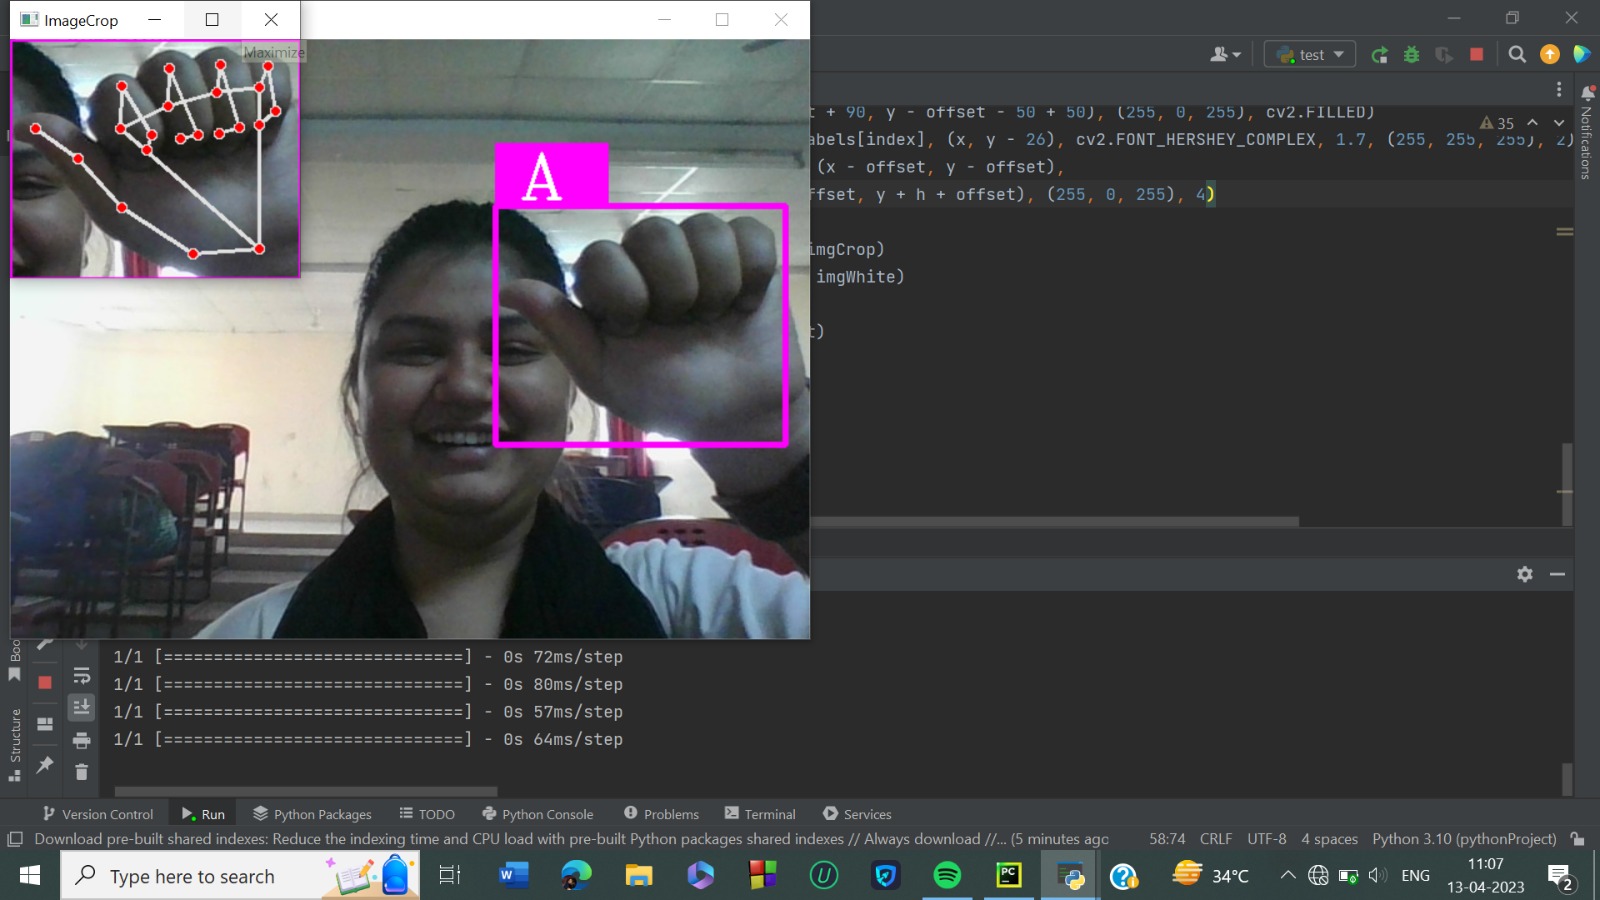 ImageCrop
Maximize
test
t + 90, y - offset - 50 + 50), (255, 0, 255), cv2.FILLED)
35
abels[index], (x, y - 26), cv2.FONT_HERSHEY_COMPLEX, 1.7, (255, 255, 255), 2)
(x - offset, y - offset),
ffset, y + h + offset), (255, 0, 255), 4)
imgCrop)
imgWhite)
t)
Notifications
A
Boo
Structure
1/1 [==============================] - 0s 72ms/step
1/1 [==============================] - 0s 80ms/step
1/1 [==============================] - 0s 57ms/step
1/1 [==============================] - 0s 64ms/step
Version Control
Run
Python Packages
TODO
Python Console
Problems
Terminal
Services
Download pre-built shared indexes: Reduce the indexing time and CPU load with pre-built Python packages shared indexes // Always download //... (5 minutes ago
58:74 CRLF UTF-8 4 spaces Python 3.10 (pythonProject)
Type here to search
W
U
PC
34°C
ENG
11:07
13-04-2023
2